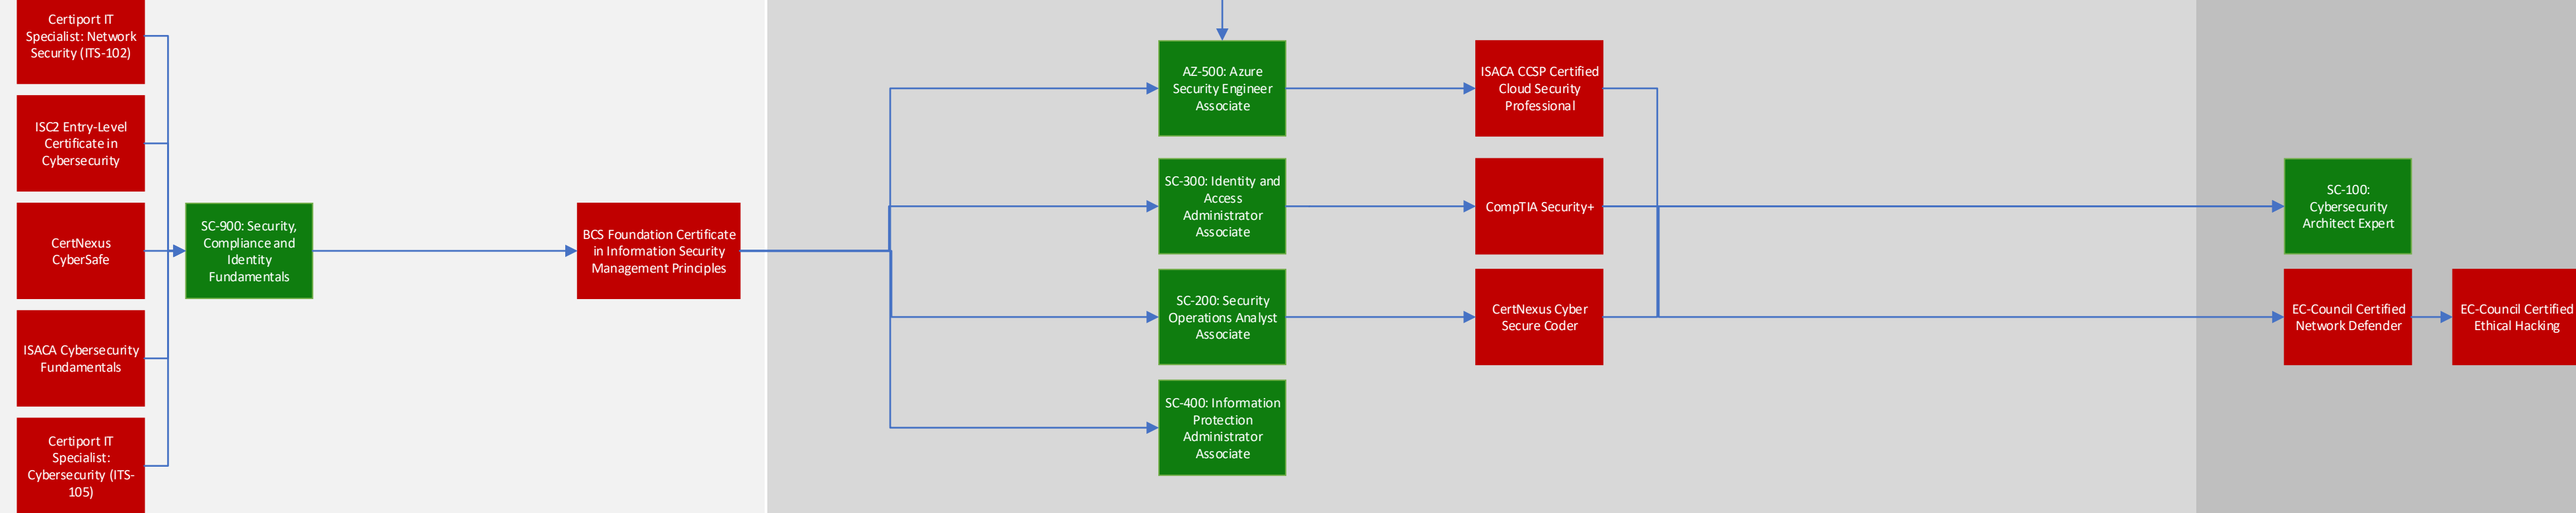 Certiport IT
Specialist: Network
Security (ITS-102)
ISC2 Entry-Level
Certificate in
Cybersecurity
CertNexus
CyberSafe
ISACA Cybersecurity
Fundamentals
Certiport IT
Specialist:
Cybersecurity (ITS-
105)
SC-900: Security,
Compliance and
Identity
Fundamentals
BCS Foundation Certificate
in Information Security
Management Principles
AZ-500: Azure
Security Engineer
Associate
SC-300: Identity and
Access
Administrator
Associate
SC-200: Security
Operations Analyst
Associate
SC-400: Information
Protection
Administrator
Associate
ISACA CCSP Certified
Cloud Security
Professional
CompTIA Security+
CertNexus Cyber
Secure Coder
SC-100:
Cybersecurity
Architect Expert
EC-Council Certified
Network Defender
EC-Council Certified
Ethical Hacking